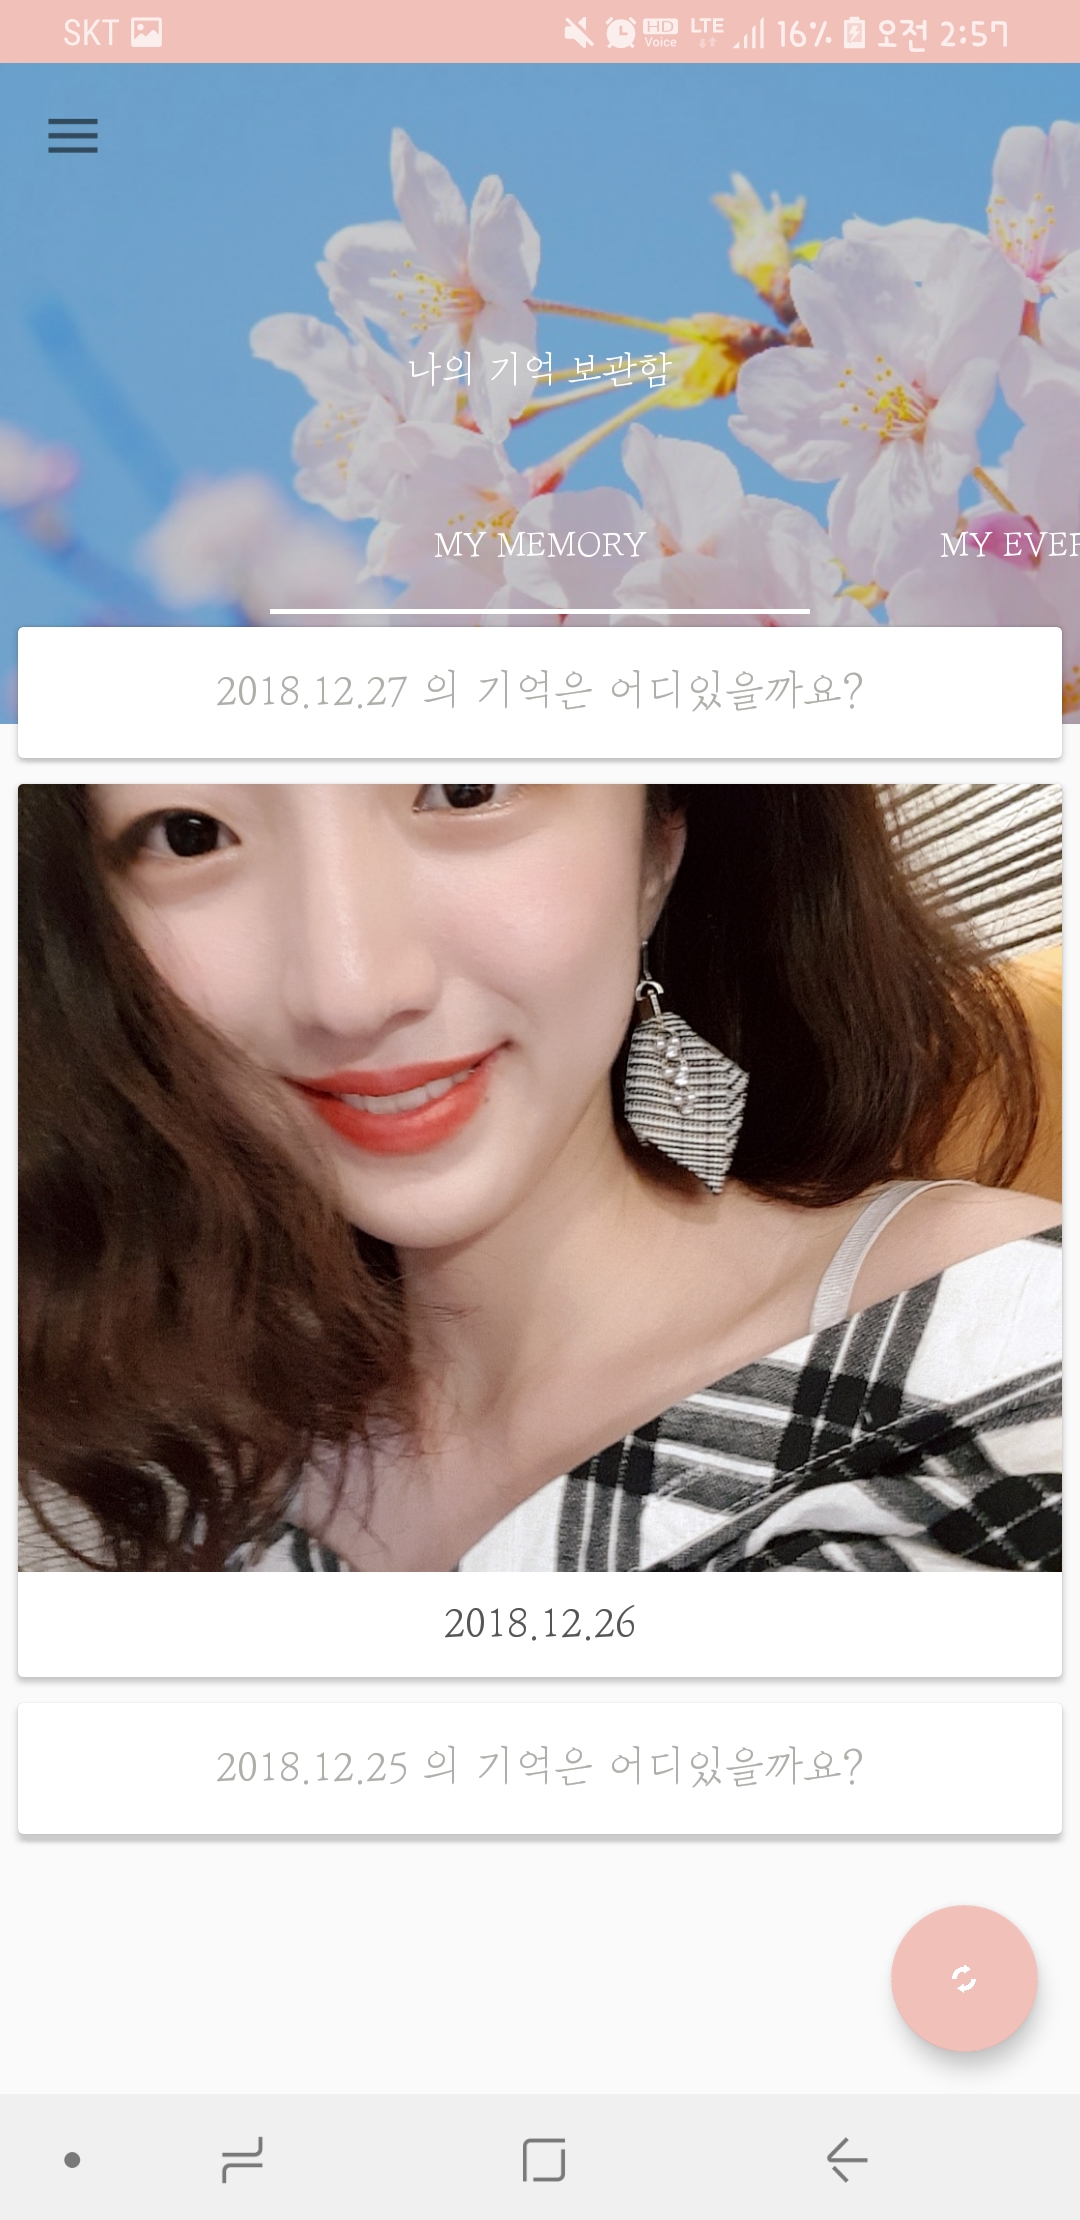 SKT HD Voice LTE 16% 오전 2:57
나의 기억 보관함
MY MEMORY MY EVER
2018.12.27 의 기억은 어디있을까요?
2018.12.26
2018.12.25 의 기억은 어디있을까요?